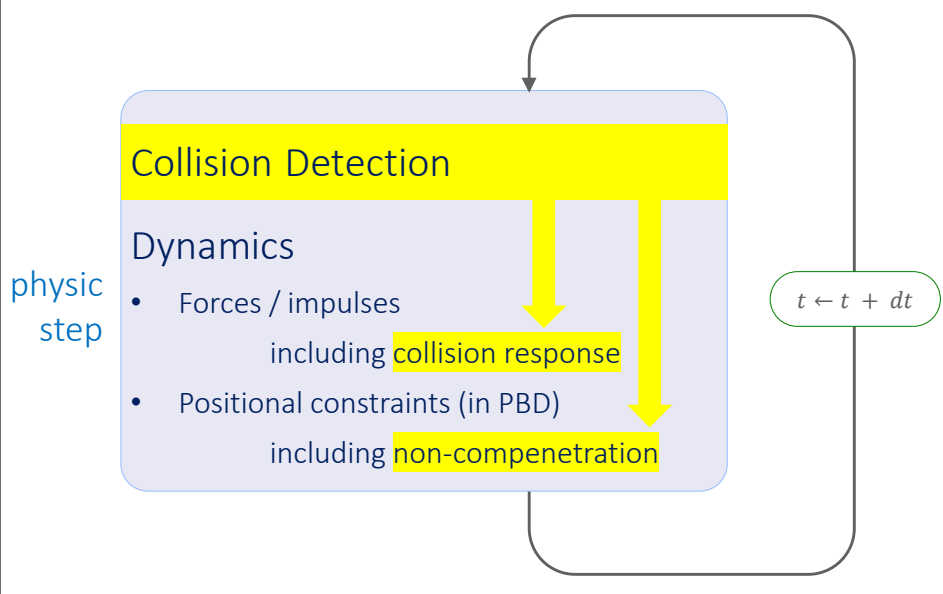 Collision Detection
Dynamics
physic
step
• Forces / impulses
including collision response
• Positional constraints (in PBD)
including non-compenetration
t ← t + dt